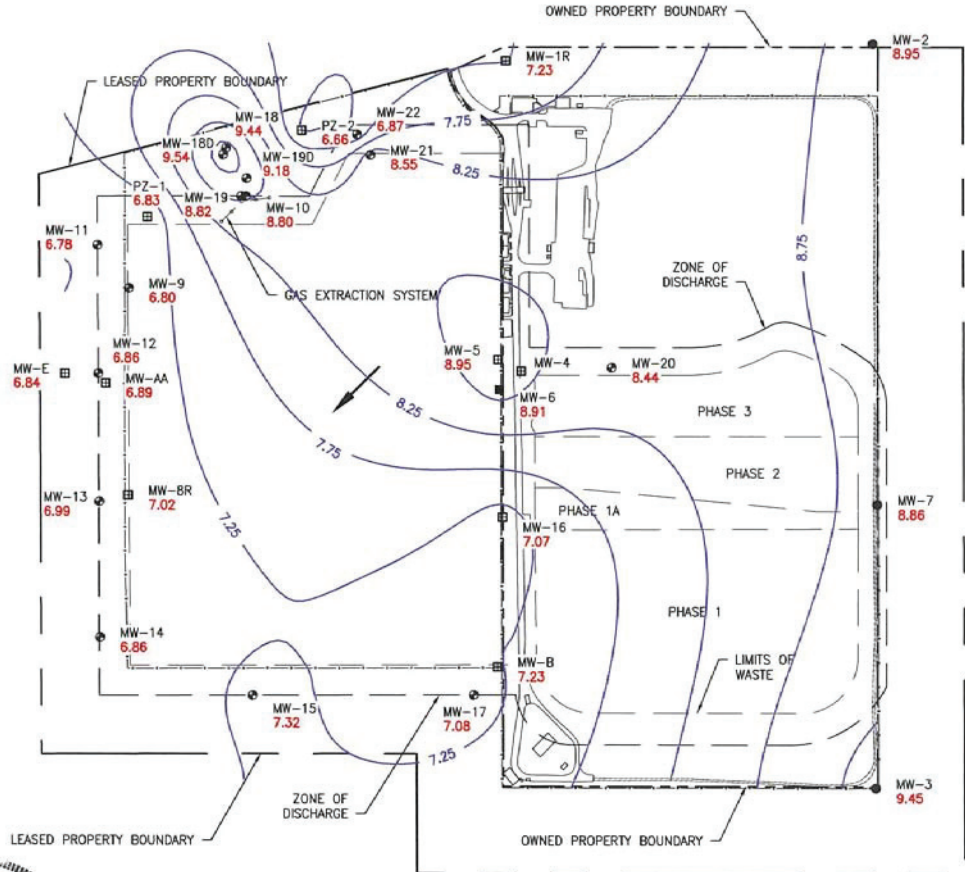 OWNED PROPERTY BOUNDARY
MW-2
8.95
MW-1R
7.23
LEASED PROPERTY BOUNDARY
MW-18
9.44
MW-22
6.87
PZ-2
6.66
7.75
MW-18D
9.54
MW-19D
9.18
MW-21
8.55
8.25
PZ-1
6.83
MW-19
8.82
MW-10
8.80
MW-11
6.78
8.75
ZONE OF
DISCHARGE
MW-9
6.80
GAS EXTRACTION SYSTEM
MW-12
6.86
MW-5
8.95
MW-4
MW-20
8.44
MW-E
6.84
MW-AA
6.89
MW-6
8.91
8.25
PHASE 3
7.75
PHASE 2
MW-13
6.99
MW-8R
7.02
7.25
PHASE 1A
MW-7
8.86
MW-16
7.07
PHASE 1
MW-14
6.86
MW-B
7.23
LIMITS OF
WASTE
MW-15
7.32
MW-17
7.08
7.25
MW-3
9.45
ZONE OF
DISCHARGE
LEASED PROPERTY BOUNDARY
OWNED PROPERTY BOUNDARY